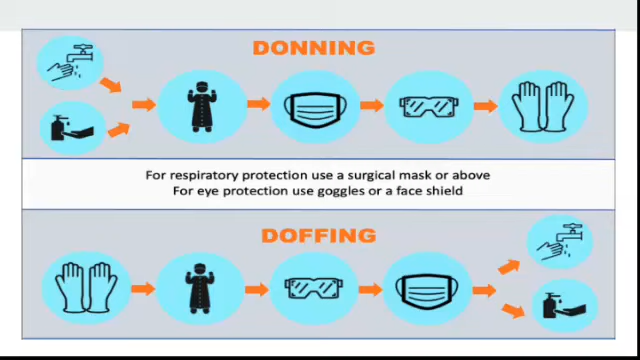 DONNING
For respiratory protection use a surgical mask or above
For eye protection use goggles or a face shield
DOFFING